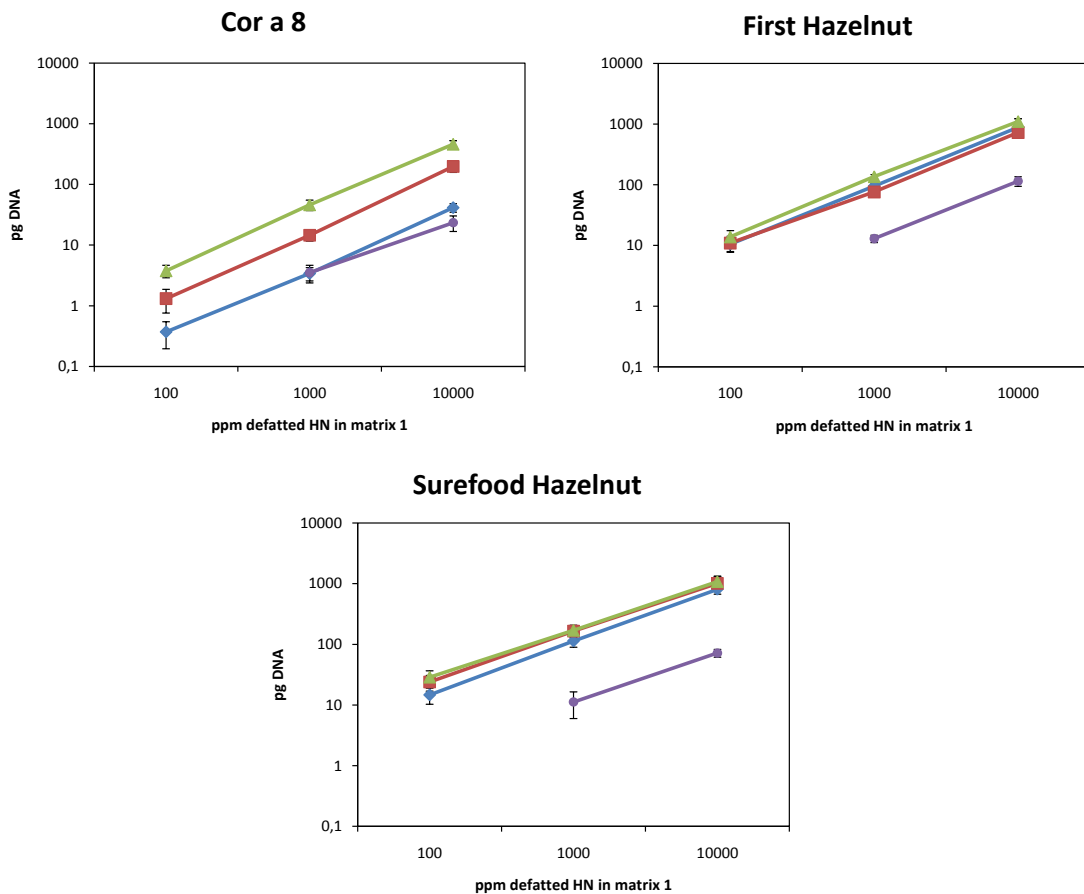 Cor a 8
10000
1000
100
10
1
0,1
pg DNA
100 1000 10000
ppm defatted HN in matrix 1
First Hazelnut
10000
1000
100
10
1
0,1
pg DNA
100 1000 10000
ppm defatted HN in matrix 1
Surefood Hazelnut
10000
1000
100
10
1
0,1
pg DNA
100 1000 10000
ppm defatted HN in matrix 1